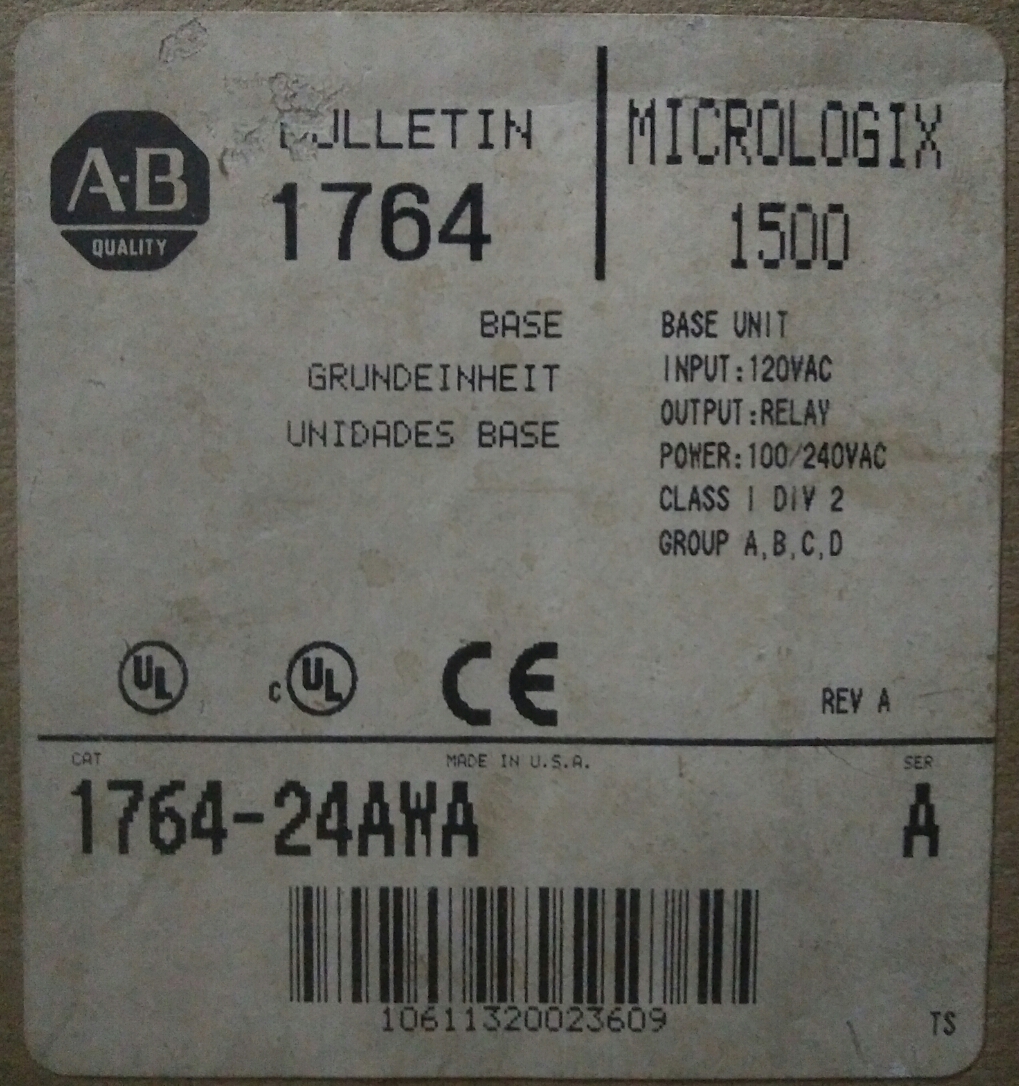 A-B
QUALITY
BULLETIN
1764
MICROLOGIX
1500
BASE
GRUNDEINHEIT
UNIDADES BASE
BASE UNIT
INPUT:120VAC
OUTPUT:RELAY
POWER:100/240VAC
CLASS I DIV 2
GROUP A,B,C,D
UL
c UL
CE
REV A
CAT
MADE IN U.S.A.
SER
1764-24AWA
A
10611320023609
TS